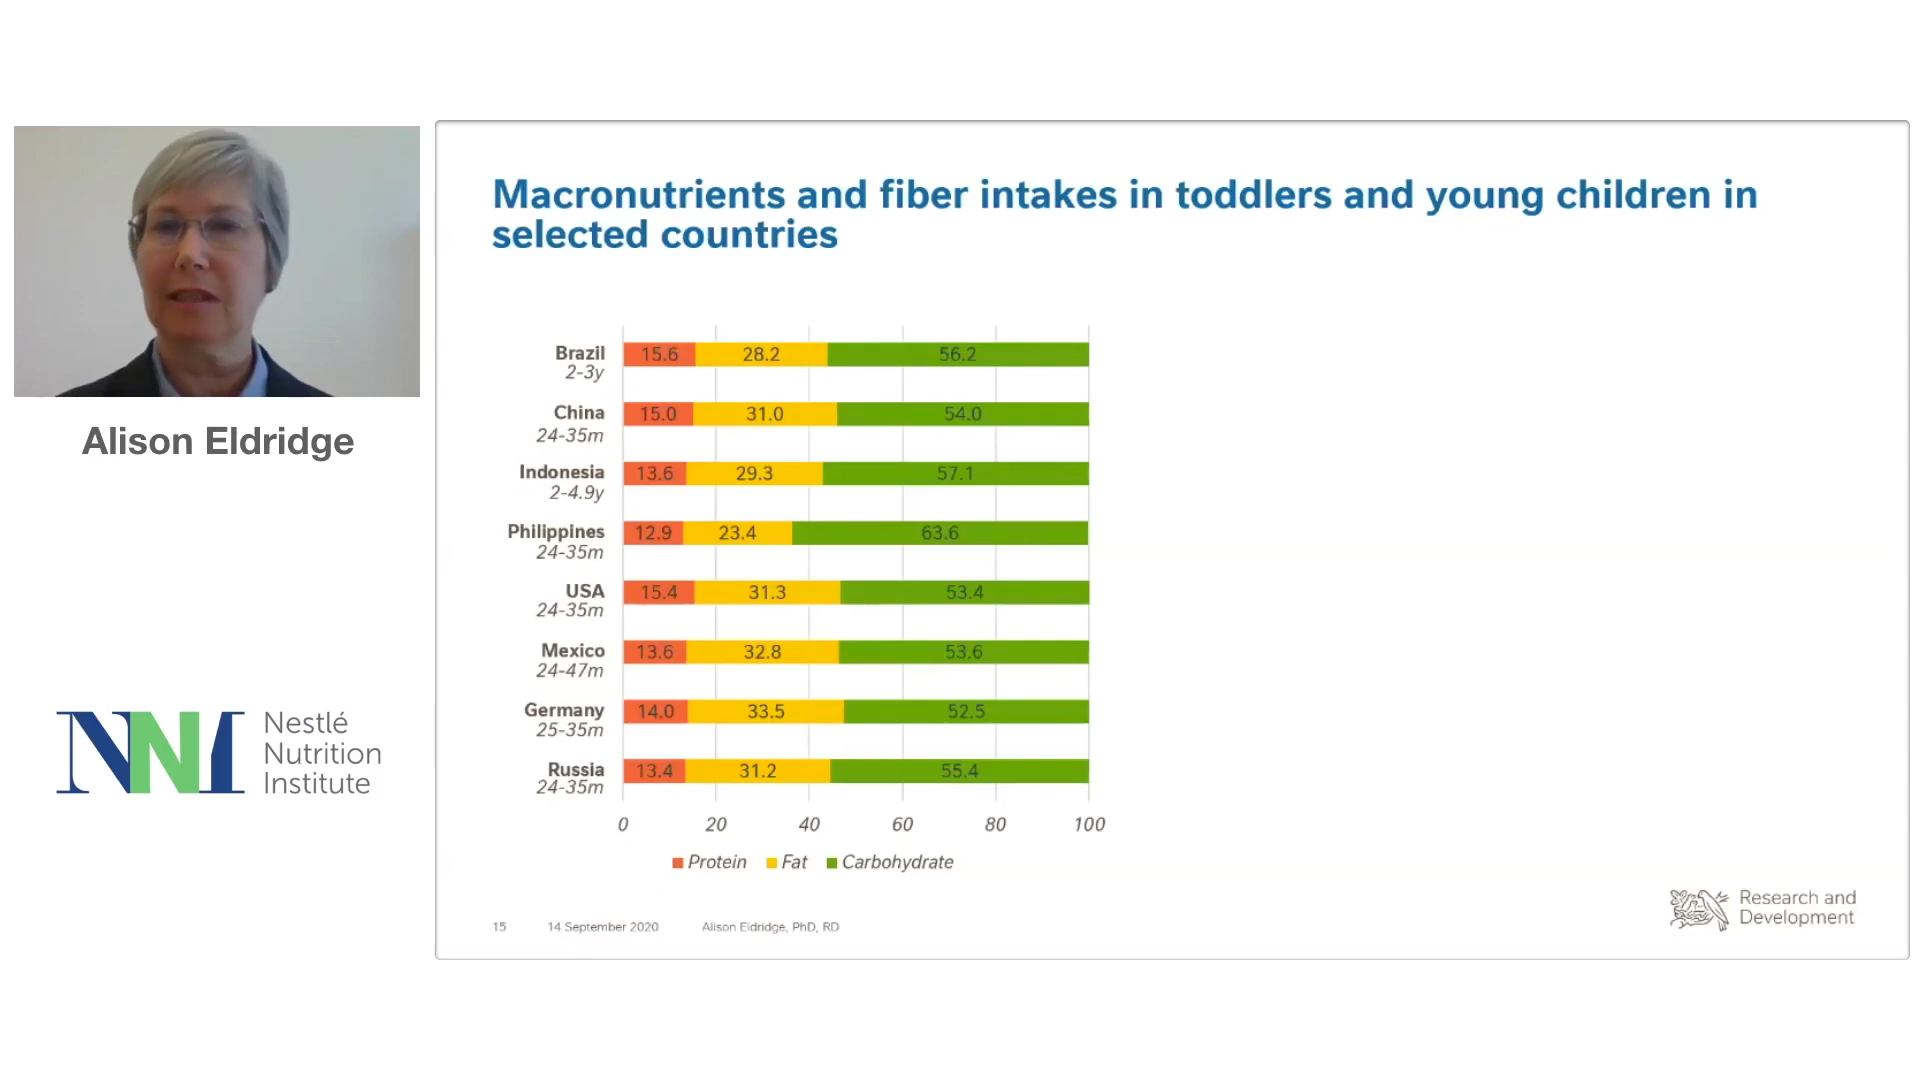 Alison Eldridge
NNI
Nestlé
Nutrition
Institute
Macronutrients and fiber intakes in toddlers and young children in
selected countries
Brazil 15.6 28.2 56.2
2-3y
China 15.0 31.0 54.0
24-35m
Indonesia 13.6 29.3 57.1
2-4.9y
Philippines 12.9 23.4 63.6
24-35m
USA 15.4 31.3 53.4
24-35m
Mexico 13.6 32.8 53.6
24-47m
Germany 14.0 33.5 52.5
25-35m
Russia 13.4 31.2 55.4
24-35m
0 20 40 60 80 100
Protein Fat Carbohydrate
15 14 September 2020 Alison Eldridge, PhD, RD
Research and
Development